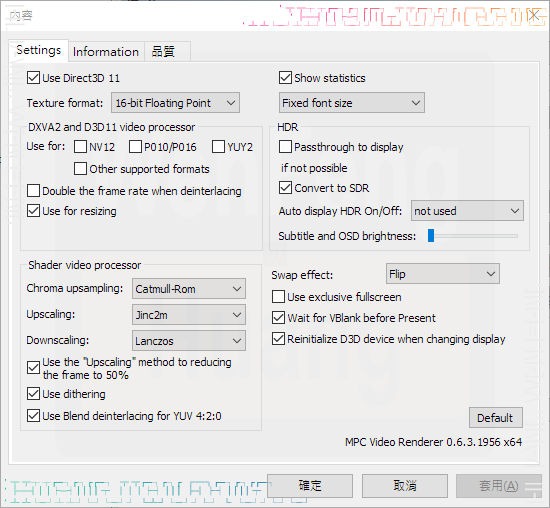 內容
Settings
Information
品質
Use Direct3D 11
Show statistics
Texture format: 16-bit Floating Point
Fixed font size
DXVA2 and D3D11 video processor
Use for: NV12 P010/P016 YUY2
Other supported formats
Double the frame rate when deinterlacing
Use for resizing
HDR
Passthrough to display
if not possible
Convert to SDR
Auto display HDR On/Off: not used
Subtitle and OSD brightness:
Shader video processor
Chroma upsampling: Catmull-Rom
Upscaling: Jinc2m
Downscaling: Lanczos
Use the "Upscaling" method to reducing
the frame to 50%
Use dithering
Use Blend deinterlacing for YUV 4:2:0
Swap effect: Flip
Use exclusive fullscreen
Wait for VBlank before Present
Reinitialize D3D device when changing display
Default
MPC Video Renderer 0.6.3.1956 x64
確定
取消
套用(A)